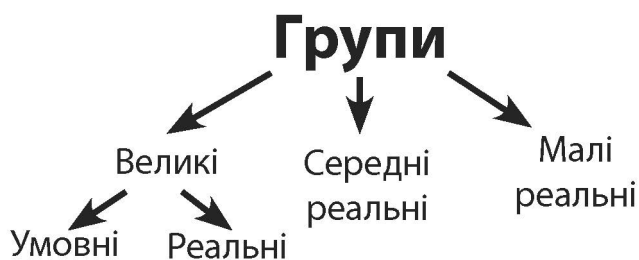 Групи
Великі
Середні
реальні
Малі
реальні
Умовні
Реальні